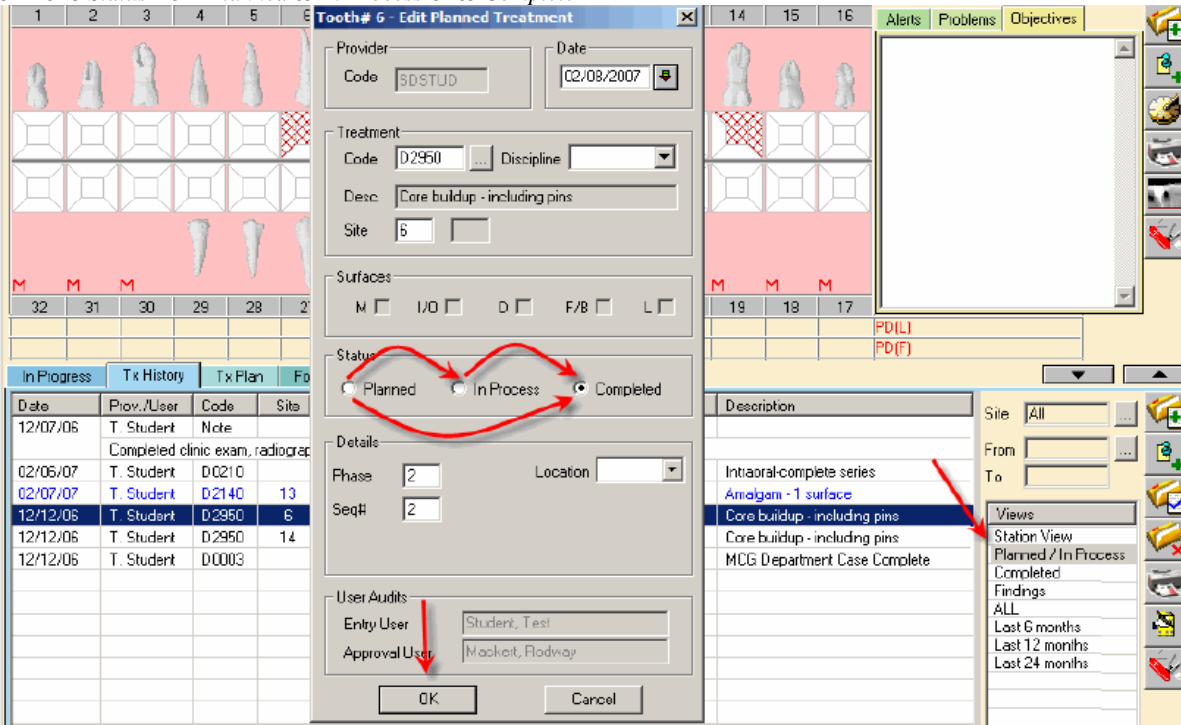 1 2 3 4 5 6
Tooth# 6 - Edit Planned Treatment
14 15 16
Alerts Problems Objectives
Provider
Code SDSTUD
Date
02/08/2007
Treatment
Code D2950 ... Discipline
Desc Core buildup - including pins
Site 6
Surfaces
M I/O D F/B L
M M M
M M M
32 31 30 29 28
19 18 17
PD(L)
PD(F)
Status
Planned In Process Completed
In Progress Tx History Tx Plan
Date Prov./User Code Site
Description
12/07/06 T. Student Note
Completed clinic exam,
02/06/07 T. Student D0210
Intraoral-complete series
02/07/07 T. Student D2140 13
Amalgam - 1 surface
12/12/06 T. Student D2950 6
Core buildup - including pins
12/12/06 T. Student D2950 14
Core buildup - including pins
12/12/06 T. Student D0003
MCG Department Case Complete
Details
Phase 2 Location
Seq# 2
User Audits
Entry User Student, Test
Approval User Mackert, Rodway
OK Cancel
Site All ...
From ...
To
Views
Station View
Planned / In Process
Completed
Findings
ALL
Last 6 months
Last 12 months
Last 24 months